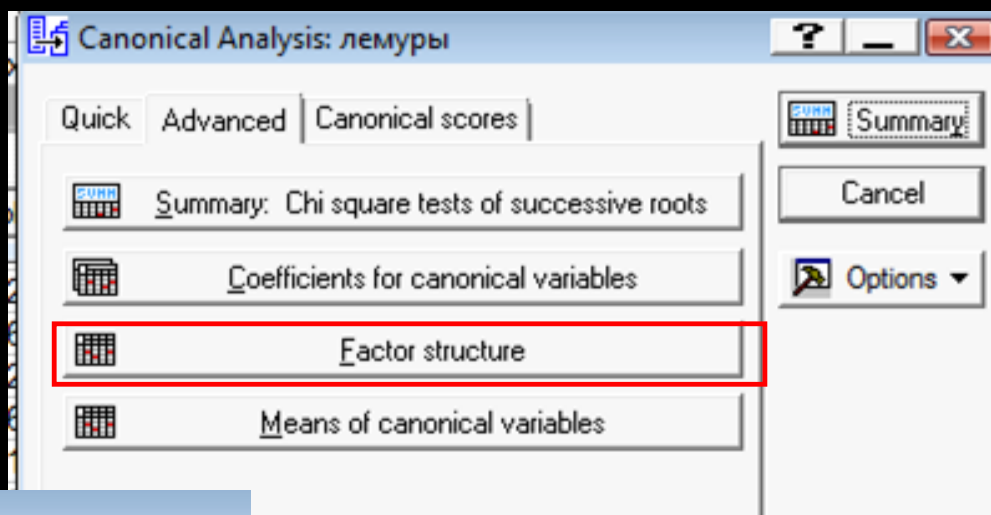 Canonical Analysis: лемуры
Quick Advanced Canonical scores
Summary
Summary: Chi square tests of successive roots
Cancel
Coefficients for canonical variables
Options
Factor structure
Means of canonical variables